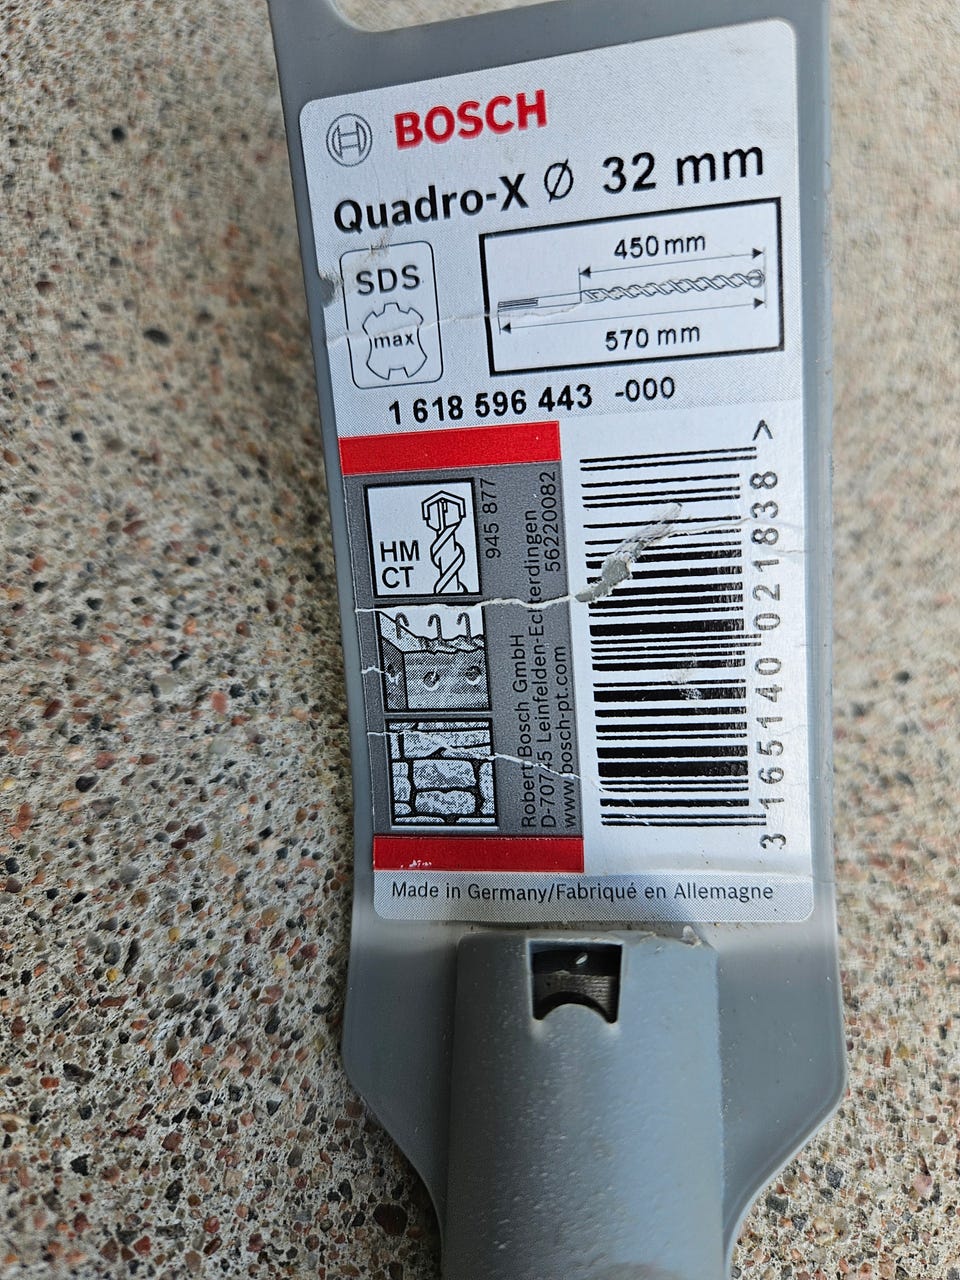 BOSCH
Quadro-X Ø 32 mm
SDS
max
450 mm
570 mm
1 618 596 443 -000
HM
CT
945 877
56220082
Robert Bosch GmbH
D-70745 Leinfelden-Echterdingen
www.bosch-pt.com
3 165140 021838 >
Made in Germany/Fabriqué en Allemagne